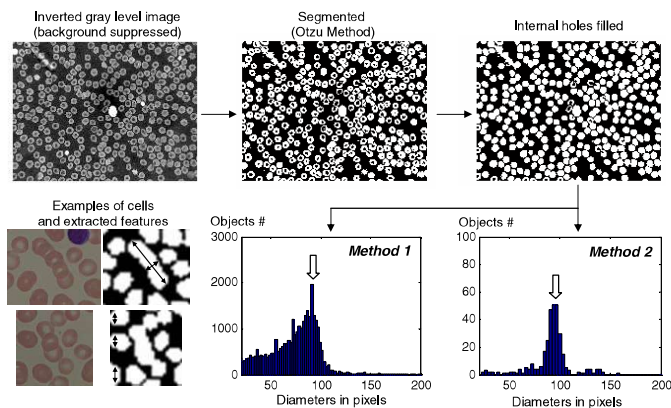 Inverted gray level image
(background suppressed)
Segmented
(Otzu Method)
Internal holes filled
Examples of cells
and extracted features
Objects #
3000
2000
1000
0
Method 1
50
100
150
200
Diameters in pixels
Objects #
100
80
60
40
20
0
Method 2
50
100
150
200
Diameters in pixels